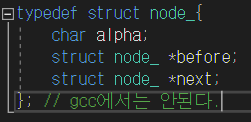 typedef struct node_{
char alpha;
struct node_ *before;
struct node_ *next;
}; // gcc에서는 안된다.